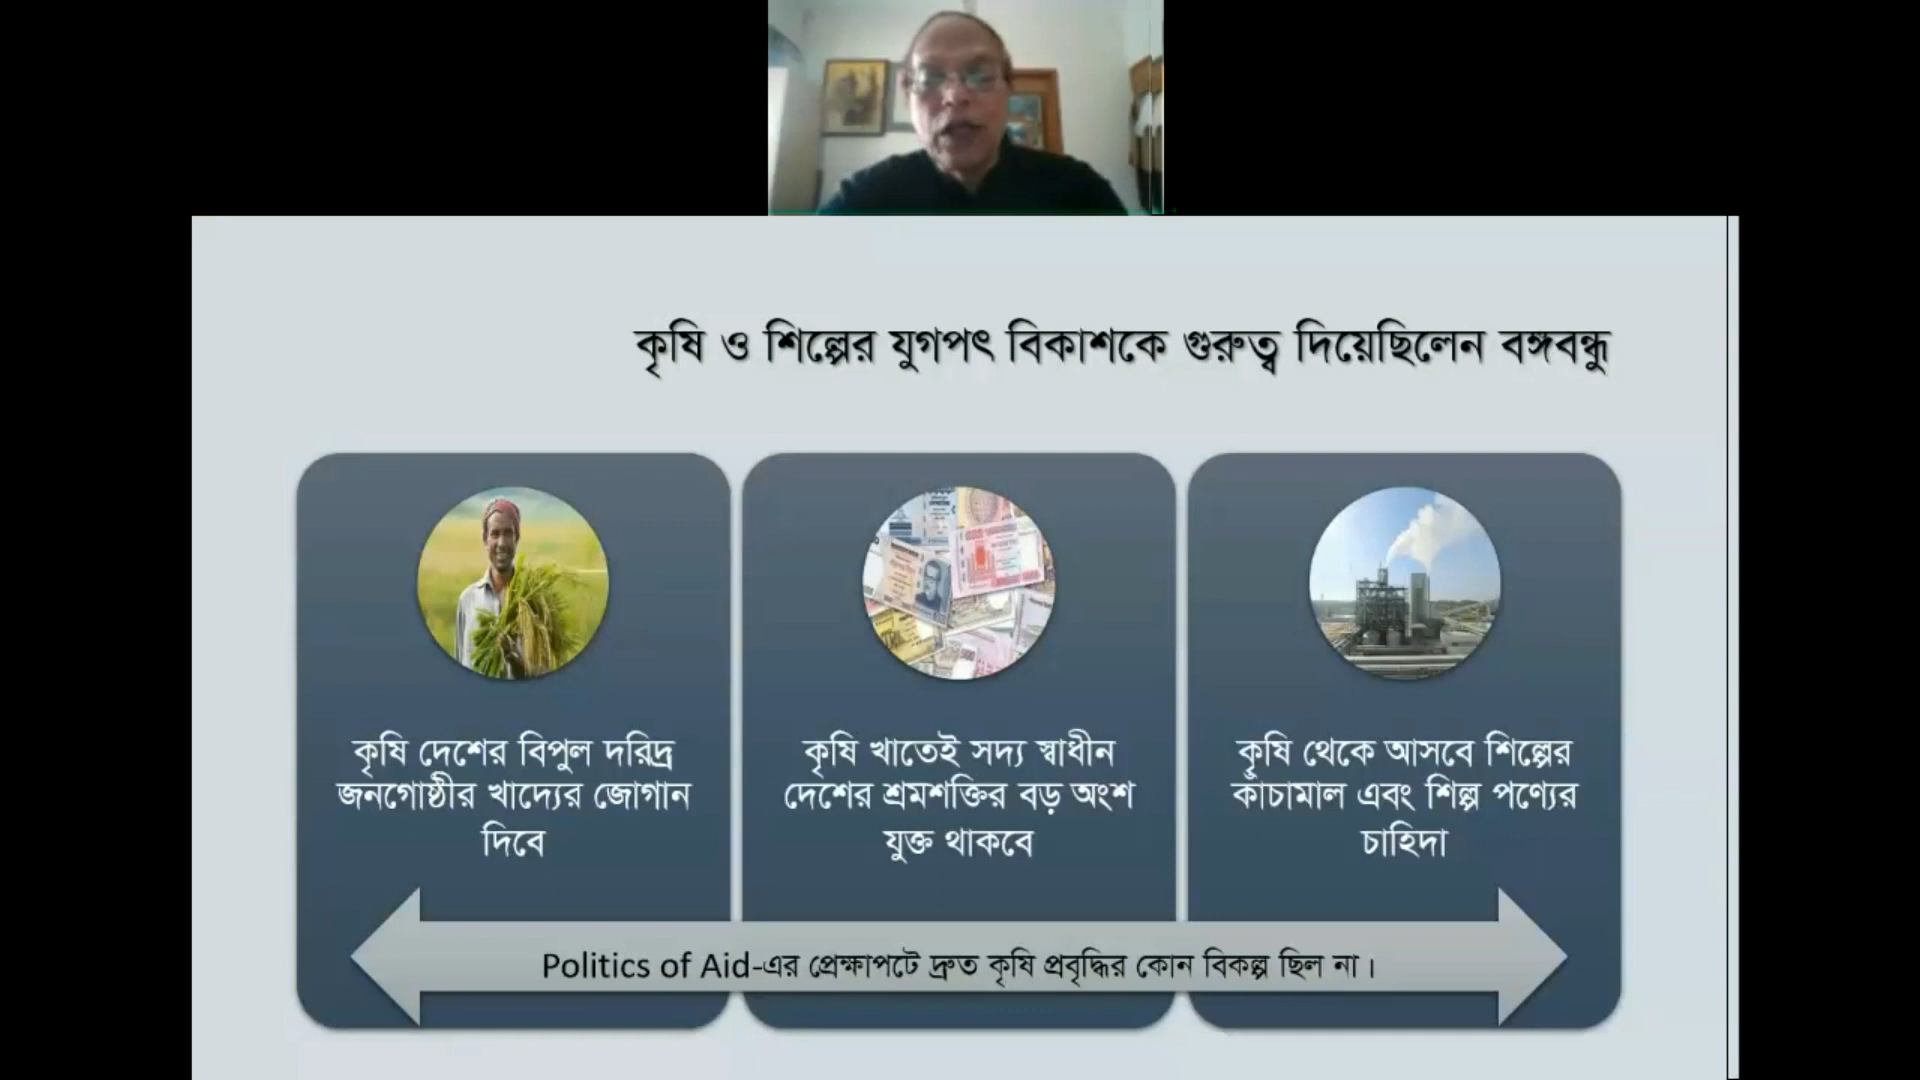 কৃষি ও শিল্পের যুগপৎ বিকাশকে গুরুত্ব দিয়েছিলেন বঙ্গবন্ধু
কৃষি দেশের বিপুল দরিদ্র
জনগোষ্ঠীর খাদ্যের জোগান
দিবে
কৃষি খাতেই সদ্য স্বাধীন
দেশের শ্রমশক্তির বড় অংশ
যুক্ত থাকবে
কৃষি থেকে আসবে শিল্পের
কাঁচামাল এবং শিল্প পণ্যের
চাহিদা
Politics of Aid-এর প্রেক্ষাপটে দ্রুত কৃষি প্রবৃদ্ধির কোন বিকল্প ছিল না।